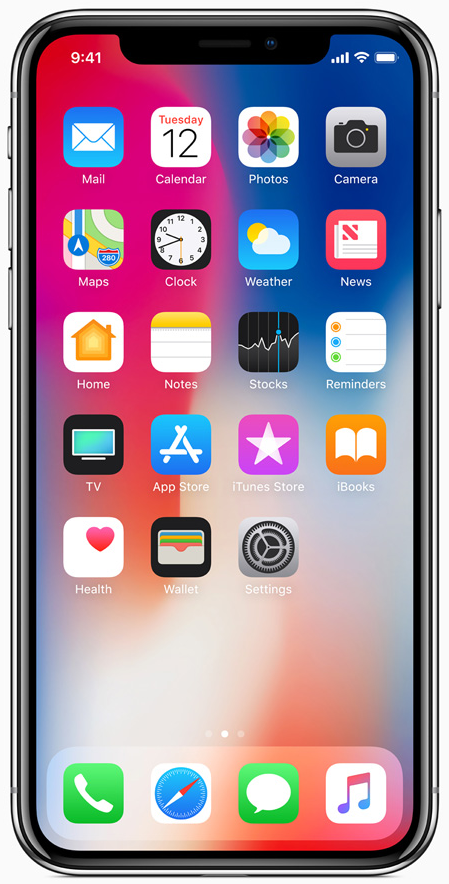 9:41
Tuesday
12
Mail
Calendar
Photos
Camera
280
Maps
Clock
Weather
News
Home
Notes
Stocks
Reminders
TV
App Store
iTunes Store
iBooks
Health
Wallet
Settings